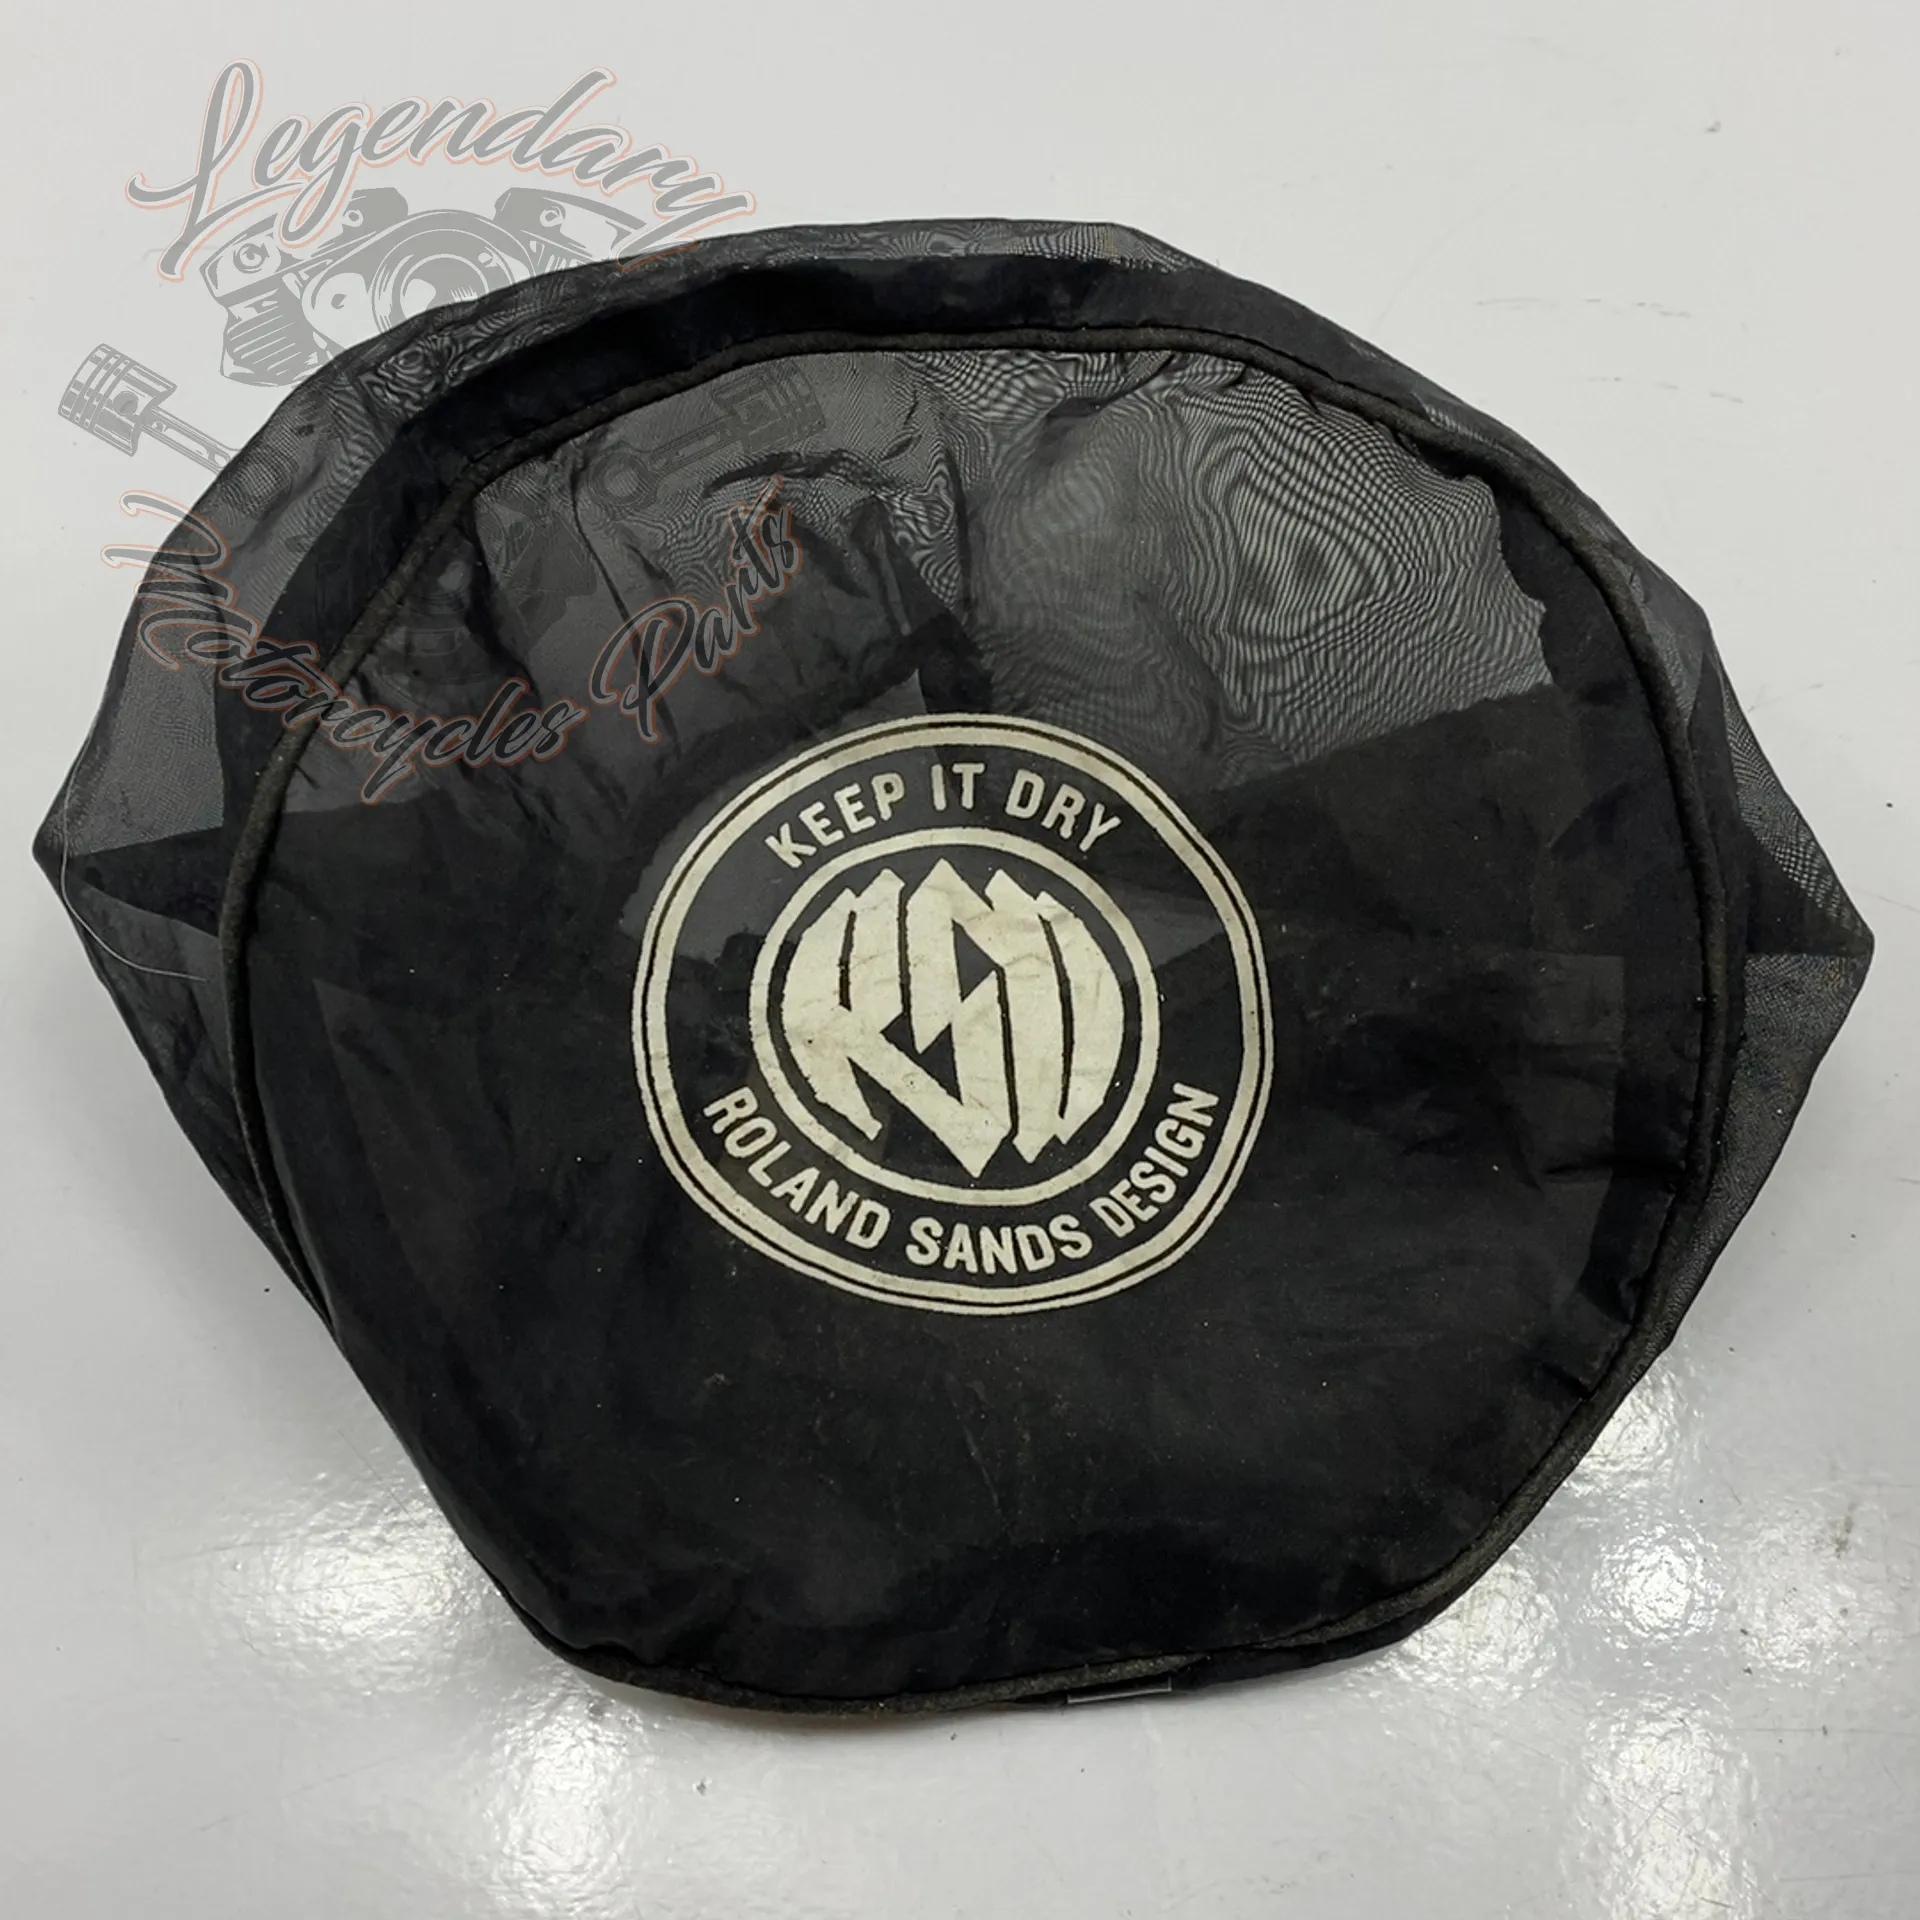 Legendary
Motorcycles Parts
KEEP IT DRY
RSD
ROLAND SANDS DESIGN